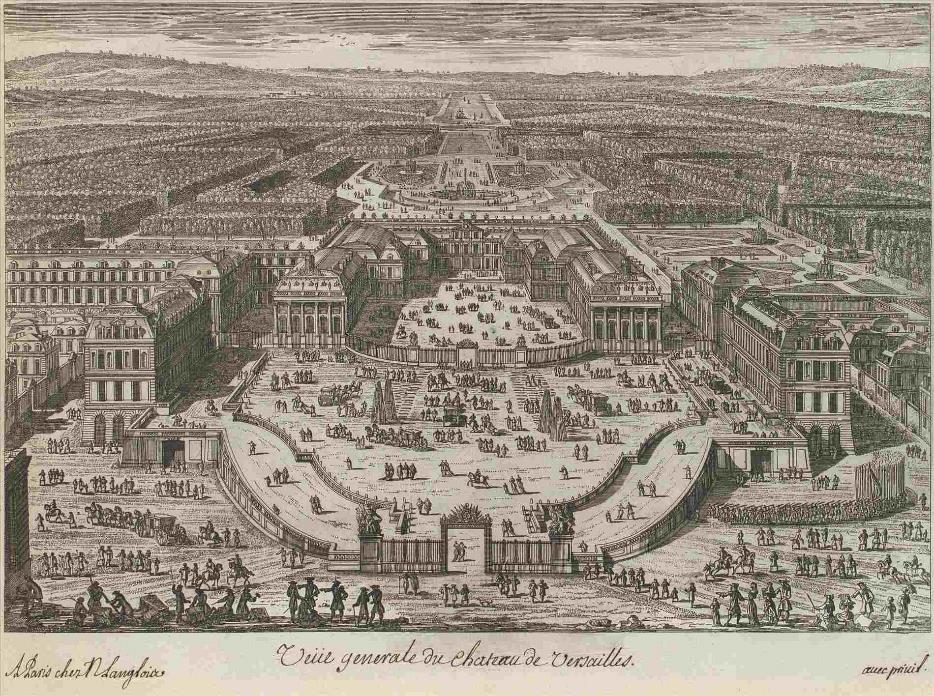 Veüe generale du Chateau de Versailles.
A Paris chez N Langlois
avec privil.